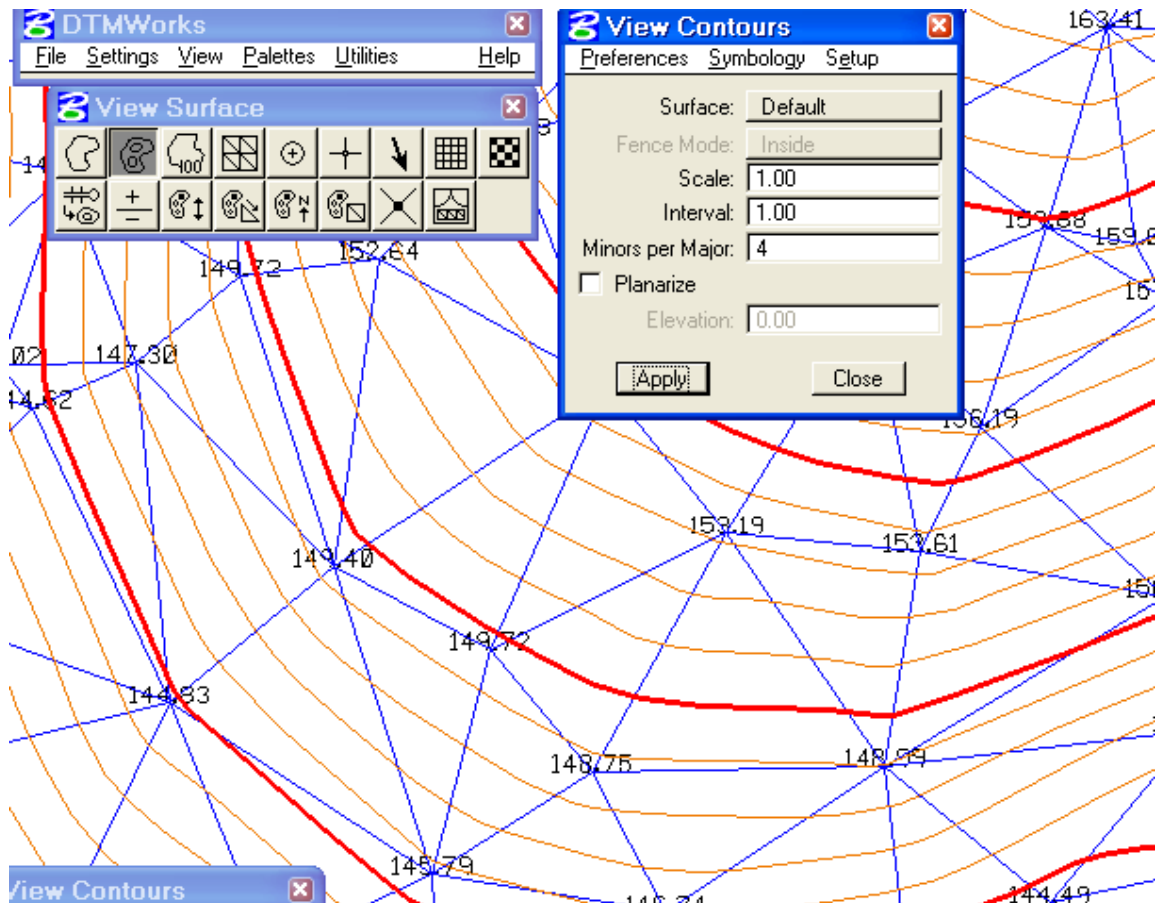 DTMWorks
File Settings View Palettes Utilities Help
View Surface
100
N
View Contours
Preferences Symbology Setup
Surface: Default
Fence Mode: Inside
Scale: 1.00
Interval: 1.00
Minors per Major: 4
Planarize
Elevation: 0.00
Apply Close
163.41
159.68
149.72 152.64
147.30
156.19
153.19
149.40 153.61
149.72
144.83
148.75 148.99
145.79
144.49
View Contours